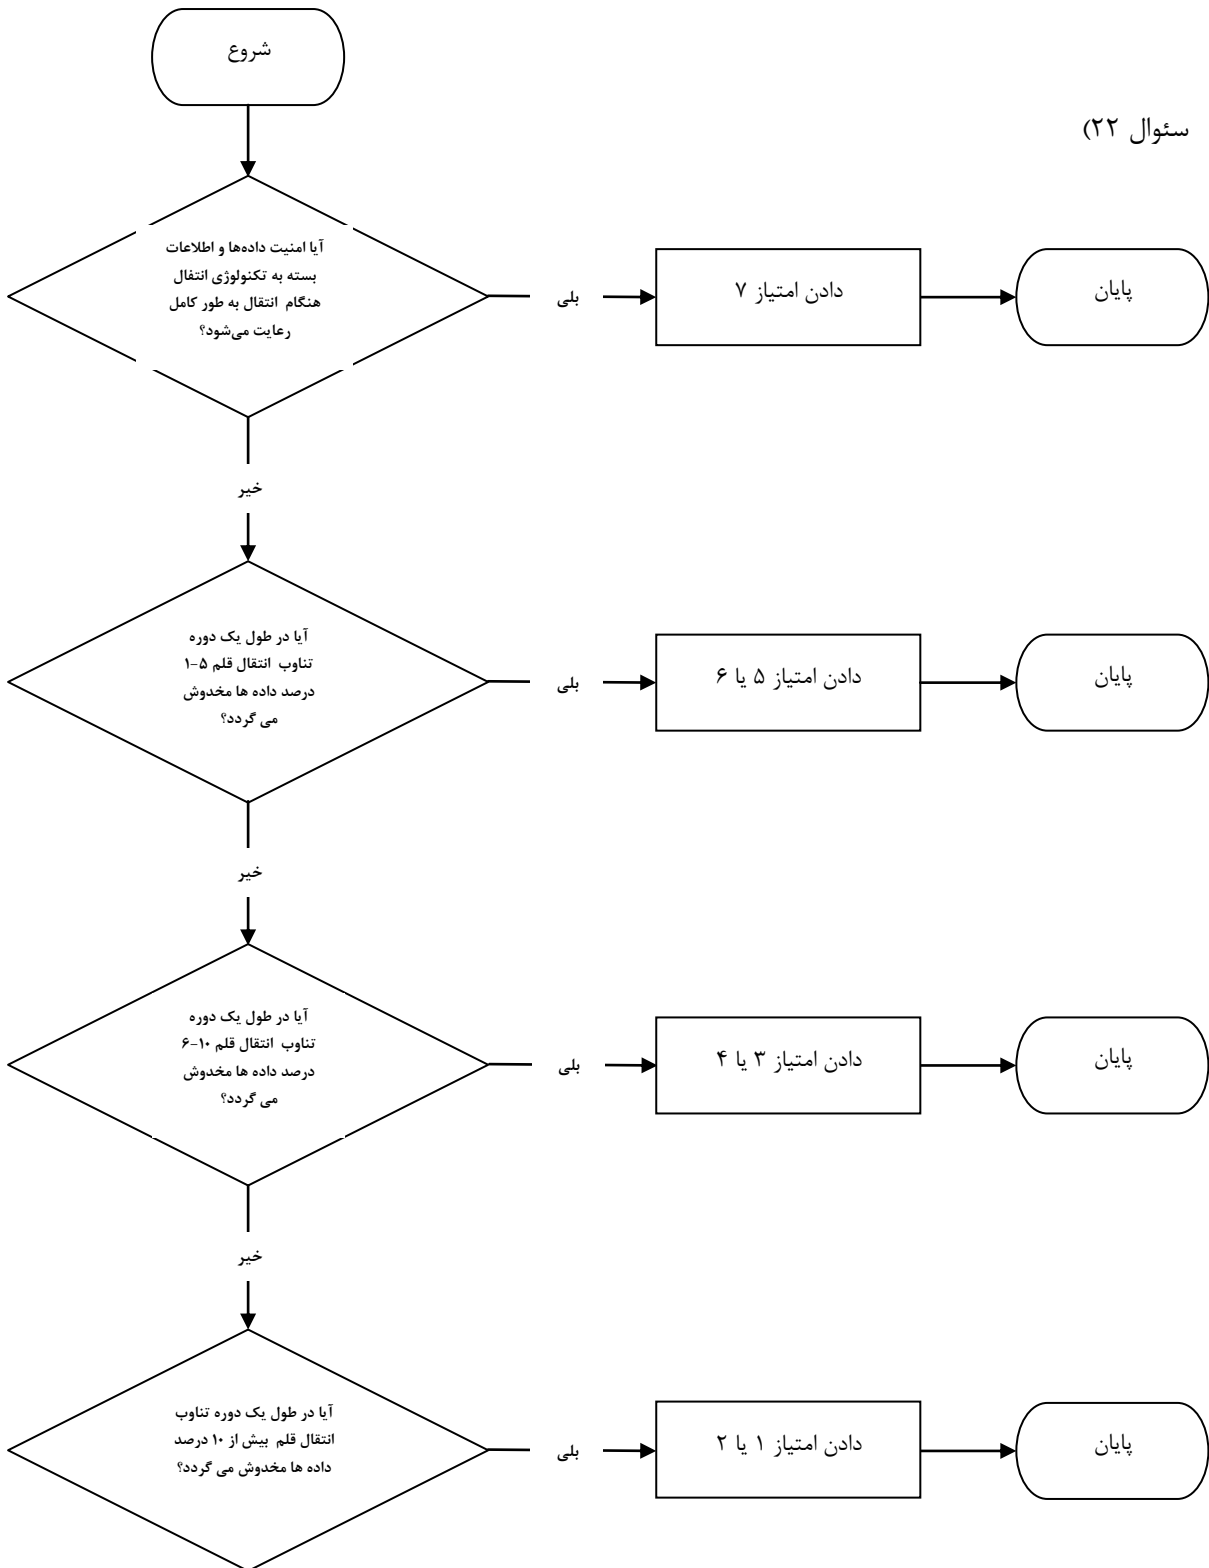 شروع
سئوال ۲۲)
آیا امنیت داده‌ها و اطلاعات
بسته به تکنولوژی انتفال
هنگام انتقال به طور کامل
رعایت می‌شود؟
بلی
دادن امتیاز ۷
پایان
خیر
آیا در طول یک دوره
تناوب انتقال قلم ۵-۱
درصد داده ها مخدوش
می گردد؟
بلی
دادن امتیاز ۵ یا ۶
پایان
خیر
آیا در طول یک دوره
تناوب انتقال قلم ۱۰-۶
درصد داده ها مخدوش
می گردد؟
بلی
دادن امتیاز ۳ یا ۴
پایان
خیر
آیا در طول یک دوره تناوب
انتقال قلم بیش از ۱۰ درصد
داده ها مخدوش می گردد؟
بلی
دادن امتیاز ۱ یا ۲
پایان